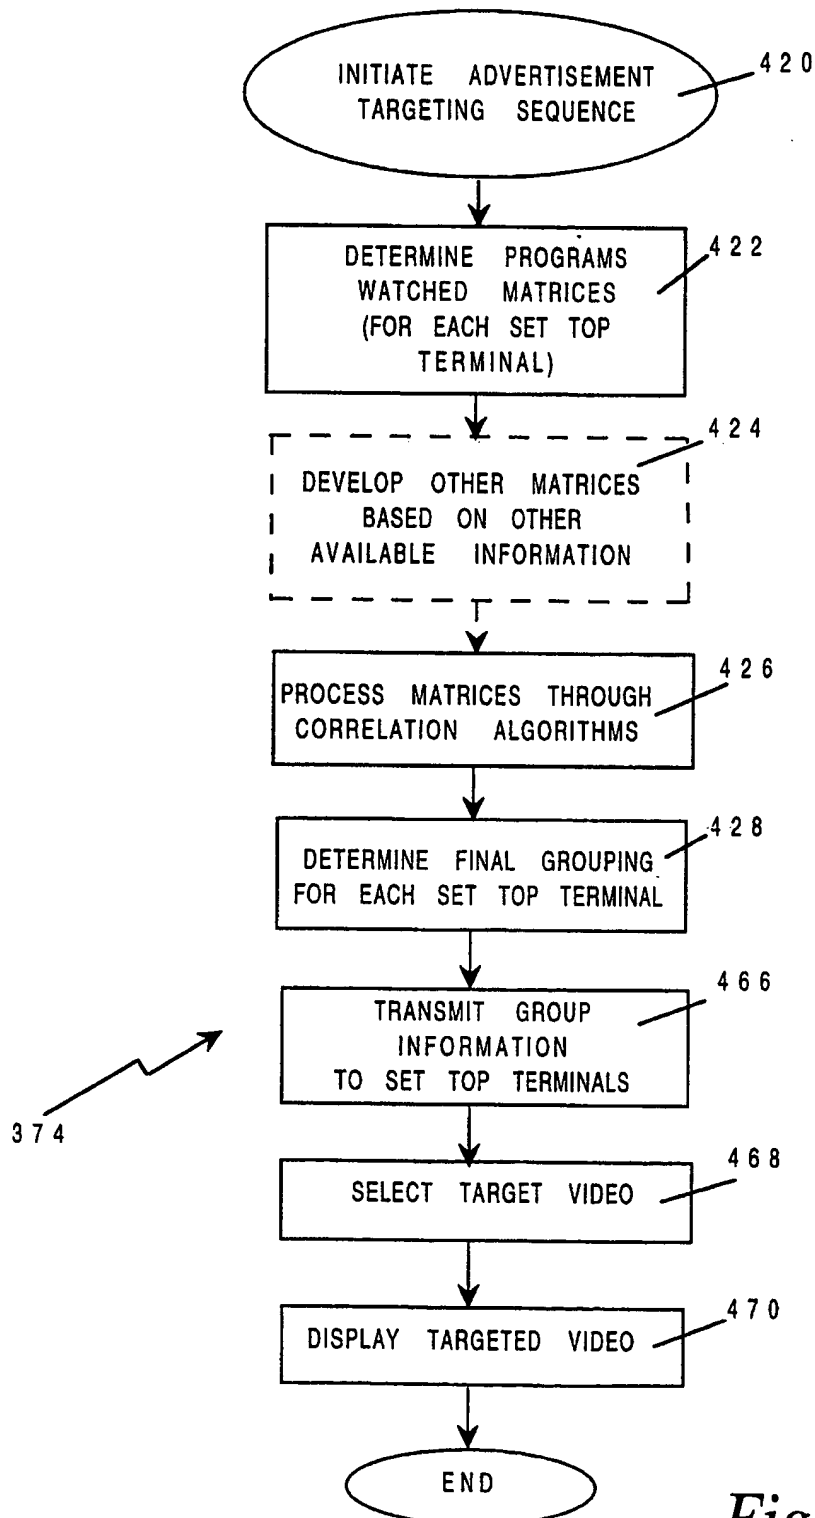 INITIATE ADVERTISEMENT
TARGETING SEQUENCE
420
DETERMINE PROGRAMS
WATCHED MATRICES
(FOR EACH SET TOP
TERMINAL)
422
DEVELOP OTHER MATRICES
BASED ON OTHER
AVAILABLE INFORMATION
424
PROCESS MATRICES THROUGH
CORRELATION ALGORITHMS
426
DETERMINE FINAL GROUPING
FOR EACH SET TOP TERMINAL
428
TRANSMIT GROUP
INFORMATION
TO SET TOP TERMINALS
466
374
SELECT TARGET VIDEO
468
DISPLAY TARGETED VIDEO
470
END
Fig